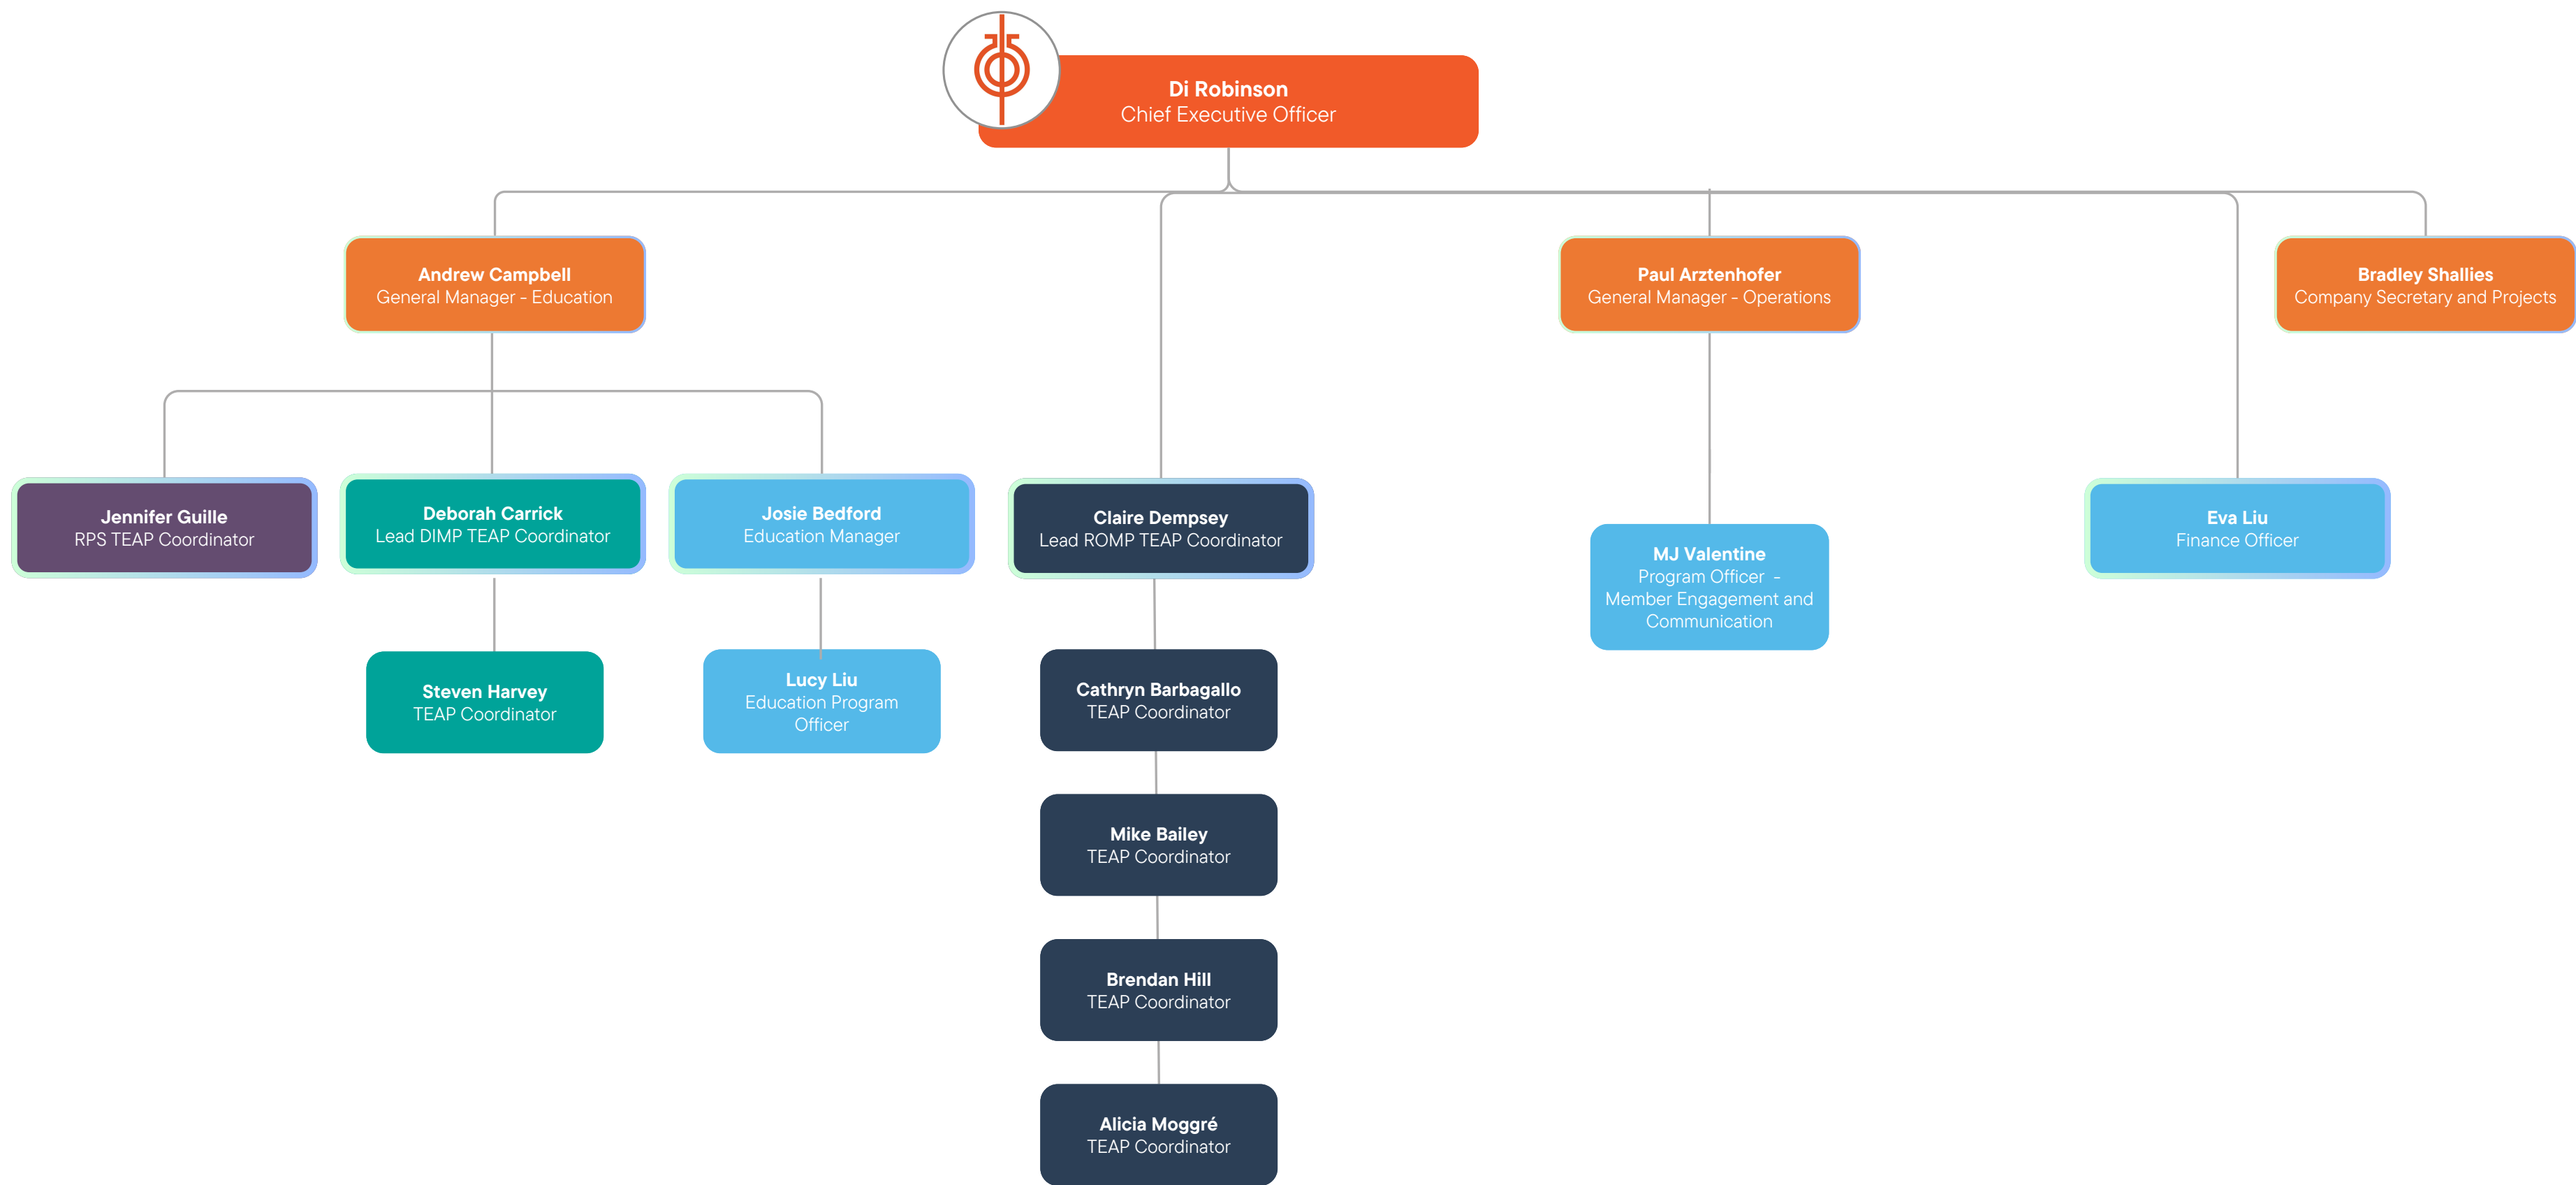 Di Robinson
Chief Executive Officer
Andrew Campbell
General Manager - Education
Paul Arztenhofer
General Manager - Operations
Bradley Shallies
Company Secretary and Projects
Jennifer Guille
RPS TEAP Coordinator
Deborah Carrick
Lead DIMP TEAP Coordinator
Josie Bedford
Education Manager
Claire Dempsey
Lead ROMP TEAP Coordinator
MJ Valentine
Program Officer -
Member Engagement and
Communication
Eva Liu
Finance Officer
Steven Harvey
TEAP Coordinator
Lucy Liu
Education Program
Officer
Cathryn Barbagallo
TEAP Coordinator
Mike Bailey
TEAP Coordinator
Brendan Hill
TEAP Coordinator
Alicia Moggré
TEAP Coordinator